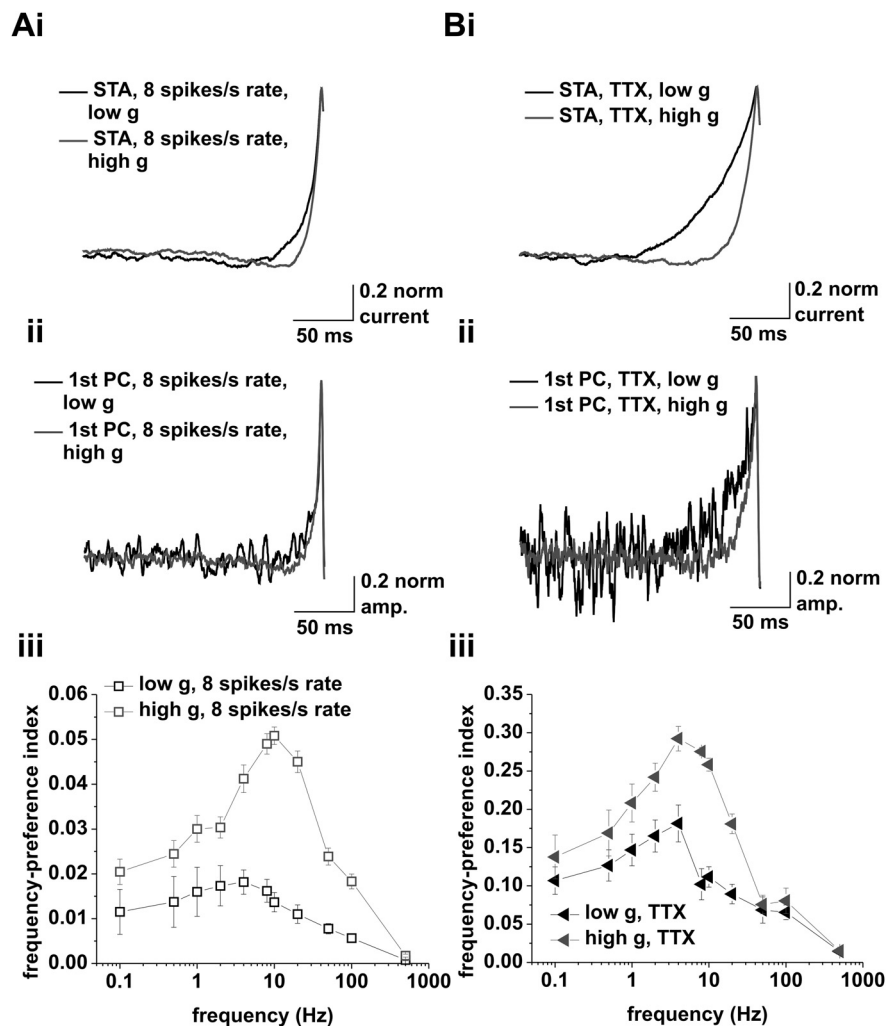 Ai
STA, 8 spikes/s rate,
low g
STA, 8 spikes/s rate,
high g
0.2 norm
current
50 ms
ii
1st PC, 8 spikes/s rate,
low g
1st PC, 8 spikes/s rate,
high g
0.2 norm
amp.
50 ms
iii
low g, 8 spikes/s rate
high g, 8 spikes/s rate
frequency-preference index
0.06
0.05
0.04
0.03
0.02
0.01
0.00
0.1
1
10
100
1000
frequency (Hz)
Bi
STA, TTX, low g
STA, TTX, high g
0.2 norm
current
50 ms
ii
1st PC, TTX, low g
1st PC, TTX, high g
0.2 norm
amp.
50 ms
iii
frequency-preference index
0.35
0.30
0.25
0.20
0.15
0.10
0.05
0.00
low g, TTX
high g, TTX
0.1
1
10
100
1000
frequency (Hz)